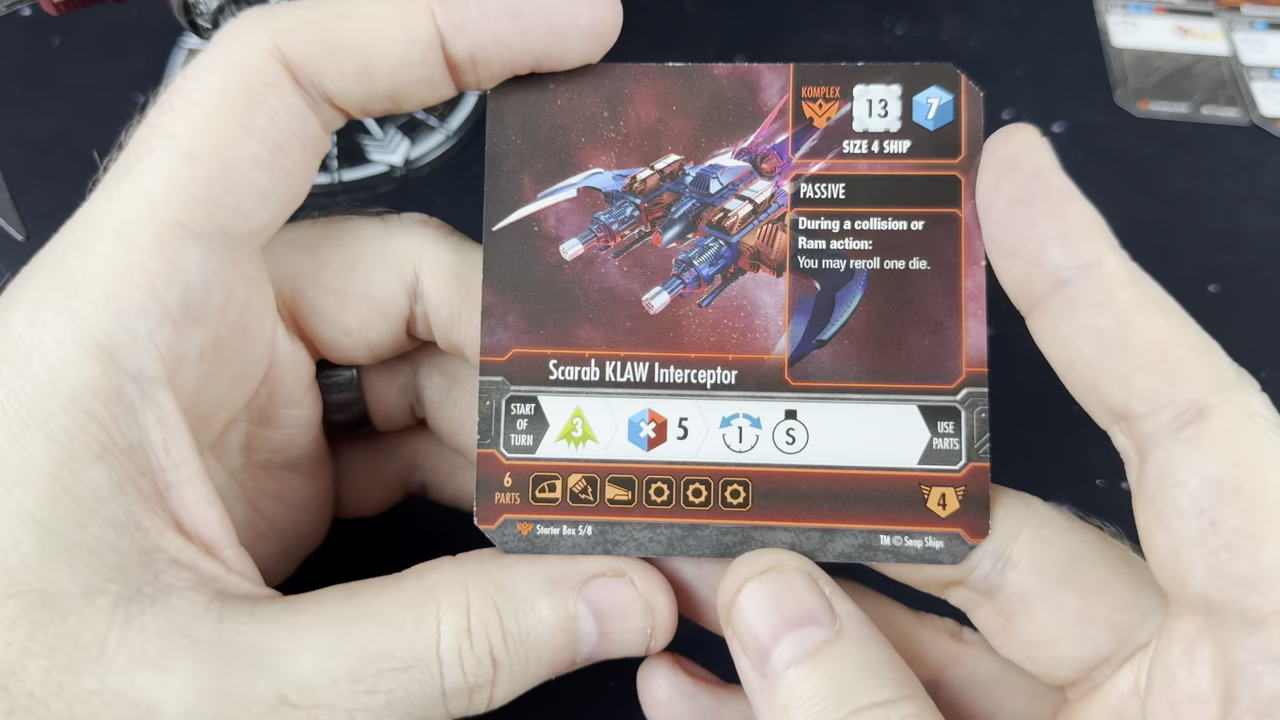 KOMPLEX
13
7
SIZE 4 SHIP
PASSIVE
During a collision or
Ram action:
You may reroll one die.
Scarab KLAW Interceptor
START
OF
TURN
3
5
1
S
USE
PARTS
6
PARTS
4
Starter Box 5/8
TM © Snap Ships